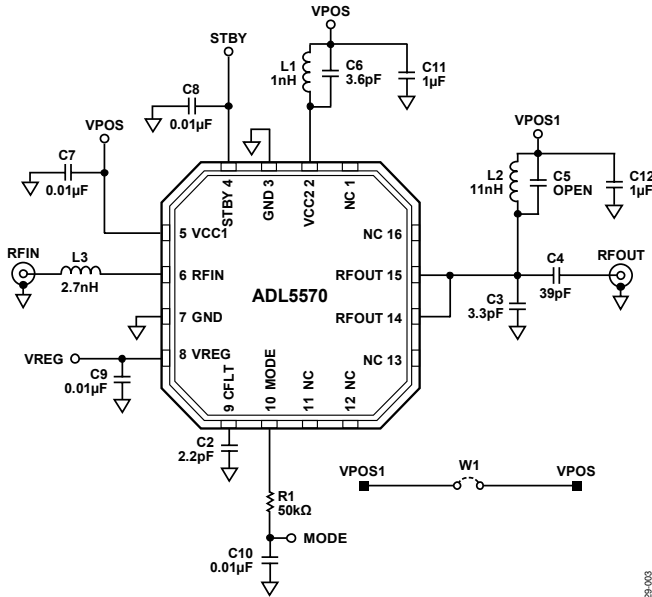 VPOS
STBY
L1
1nH
C6
3.6pF
C11
1µF
C8
0.01µF
VPOS
C7
0.01µF
VPOS1
L2
11nH
C5
OPEN
C12
1µF
STBY 4
GND 3
VCC2 2
NC 1
5 VCC1
NC 16
RFIN
L3
2.7nH
6 RFIN
ADL5570
RFOUT 15
C4
39pF
RFOUT
7 GND
RFOUT 14
C3
3.3pF
VREG
8 VREG
NC 13
C9
0.01µF
9 CFLT
10 MODE
11 NC
12 NC
C2
2.2pF
VPOS1
W1
VPOS
R1
50kΩ
MODE
C10
0.01µF
29-003